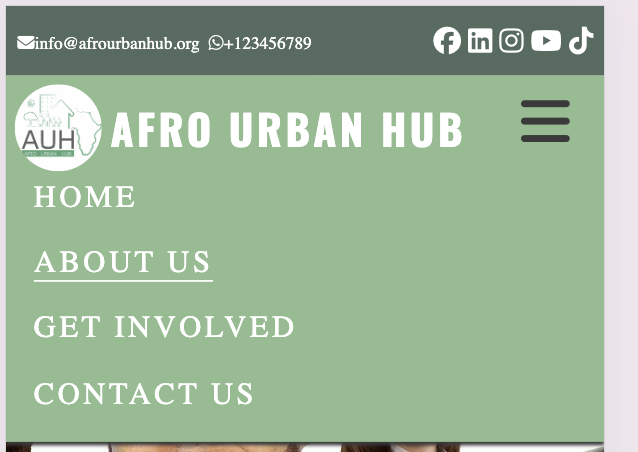 info@afrourbanhub.org +123456789
AUH AFRO URBAN HUB
AFRO URBAN HUB
HOME
ABOUT US
GET INVOLVED
CONTACT US